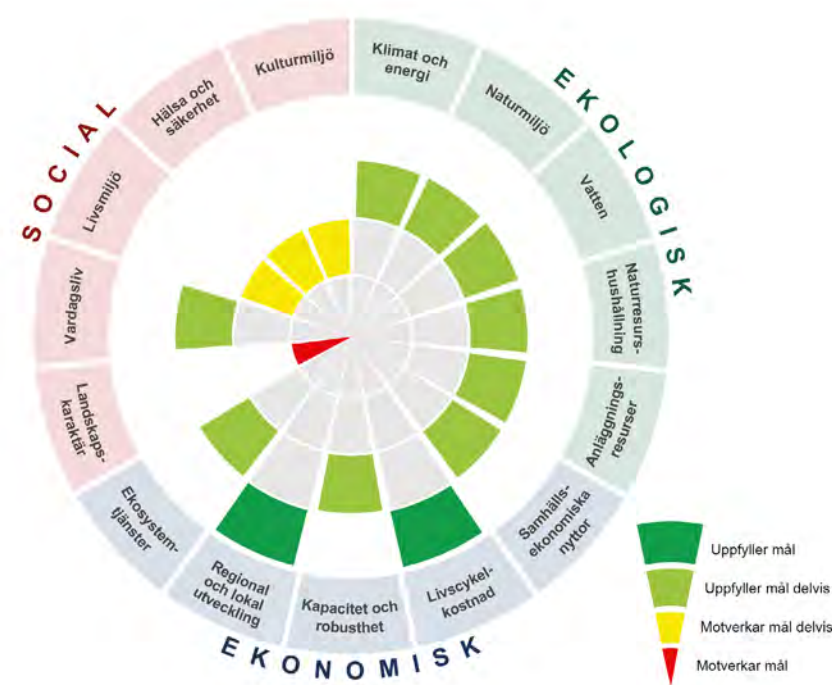 SOCIAL
EKOLOGISK
EKONOMISK
Klimat och
energi
Naturmiljö
Vatten
Naturresurs-
hushållning
Anläggnings-
resurser
Samhälls-
ekonomiska
nyttor
Livscykel-
kostnad
Kapacitet och
robusthet
Regional
och lokal
utveckling
Ekosystem-
tjänster
Landskaps-
karaktär
Vardagsliv
Livsmiljö
Hälsa och
säkerhet
Kulturmiljö
Uppfyller mål
Uppfyller mål delvis
Motverkar mål delvis
Motverkar mål